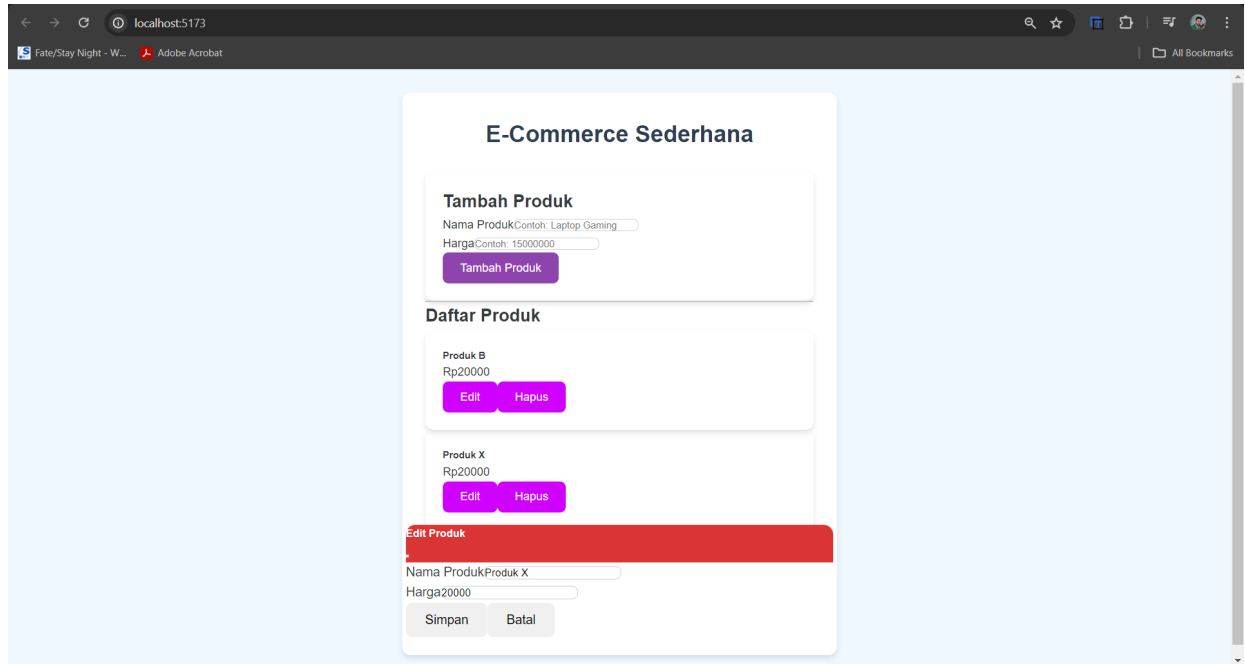 localhost:5173
Fate/Stay Night - W... Adobe Acrobat All Bookmarks
E-Commerce Sederhana
Tambah Produk
Nama Produk Contoh: Laptop Gaming
Harga Contoh: 15000000
Tambah Produk
Daftar Produk
Produk B
Rp20000
Edit Hapus
Produk X
Rp20000
Edit Hapus
Edit Produk
Nama Produk Produk X
Harga 20000
Simpan Batal